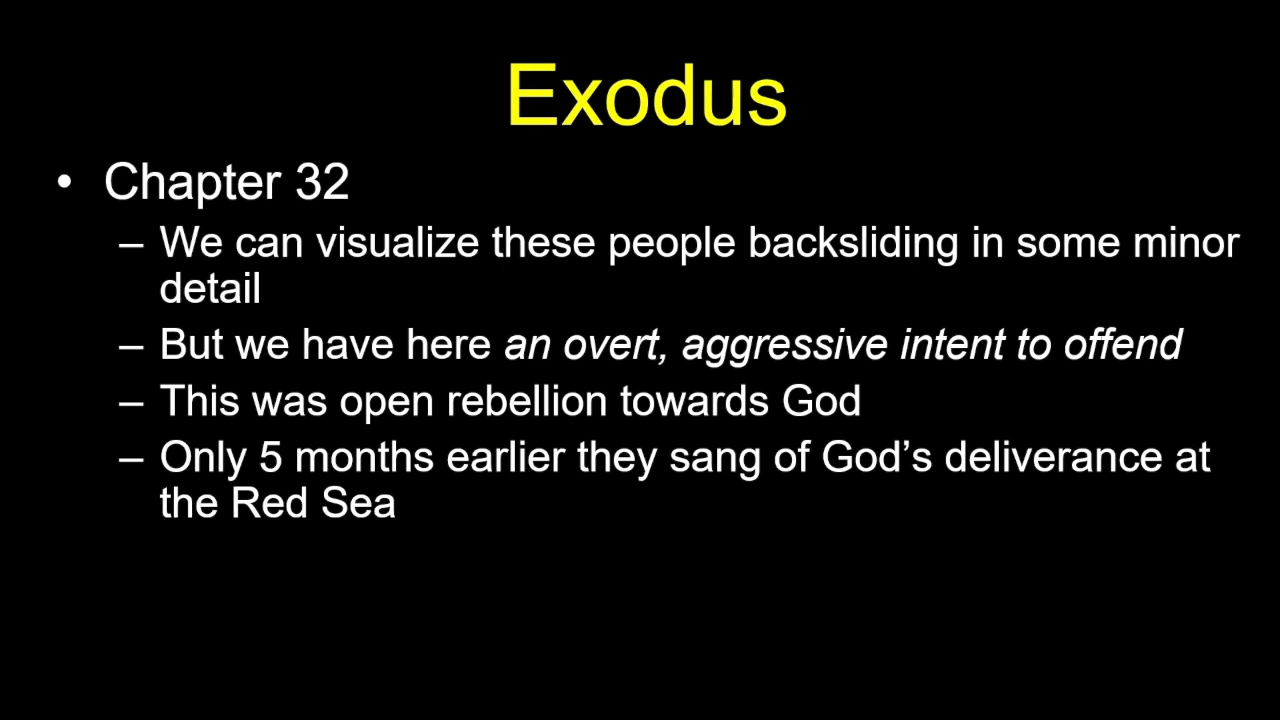 Exodus
• Chapter 32
– We can visualize these people backsliding in some minor
detail
– But we have here an overt, aggressive intent to offend
– This was open rebellion towards God
– Only 5 months earlier they sang of God’s deliverance at
the Red Sea